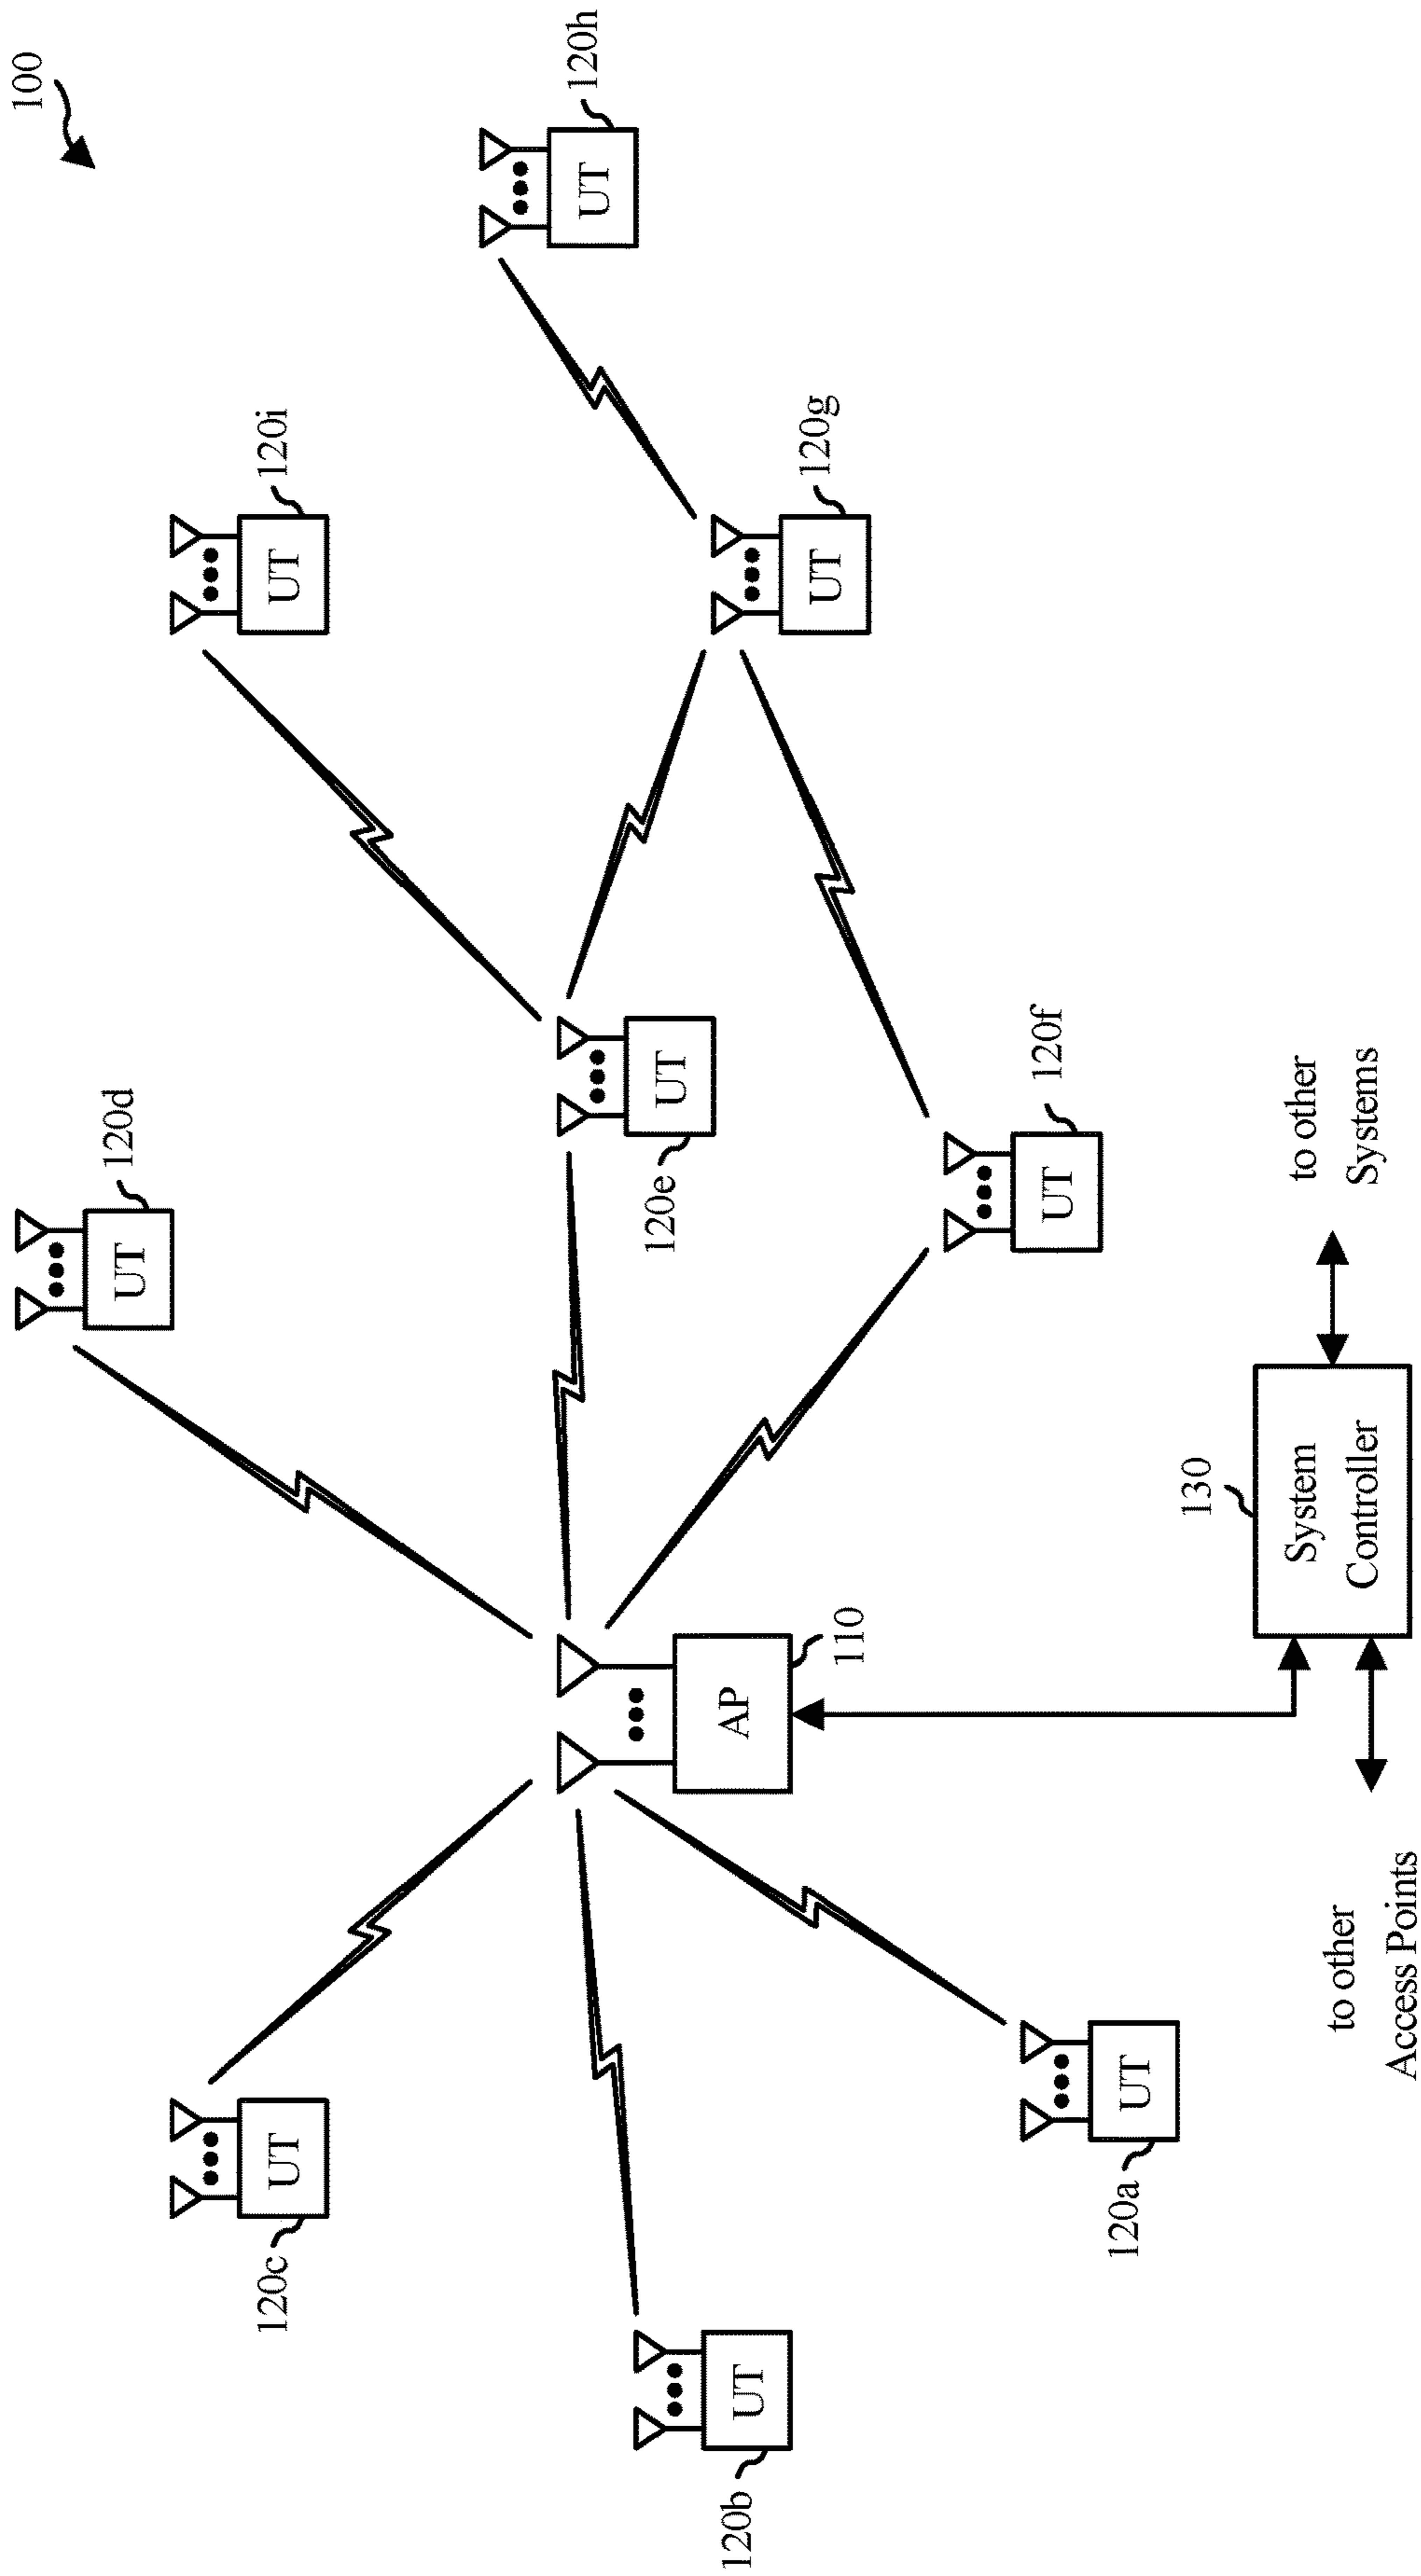 100
120d
UT
120i
UT
120h
UT
120c
UT
UT
120e
120g
UT
AP
110
120b
UT
120f
UT
120a
UT
130
System
Controller
to other
Systems
to other
Access Points